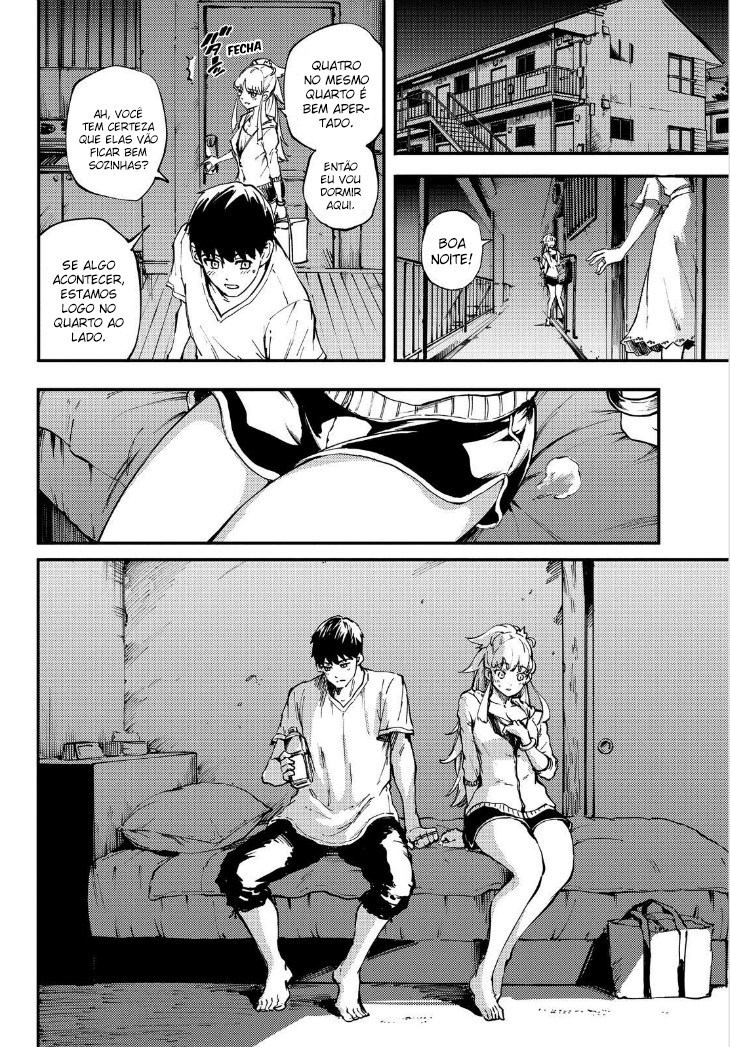 BOA
NOITE!
QUATRO
NO MESMO
QUARTO É
BEM APER-
TADO.
ENTÃO
EU VOU
DORMIR
AQUI.
FECHA
AH, VOCÊ
TEM CERTEZA
QUE ELAS VÃO
FICAR BEM
SOZINHAS?
SE ALGO
ACONTECER,
ESTAMOS
LOGO NO
QUARTO AO
LADO.